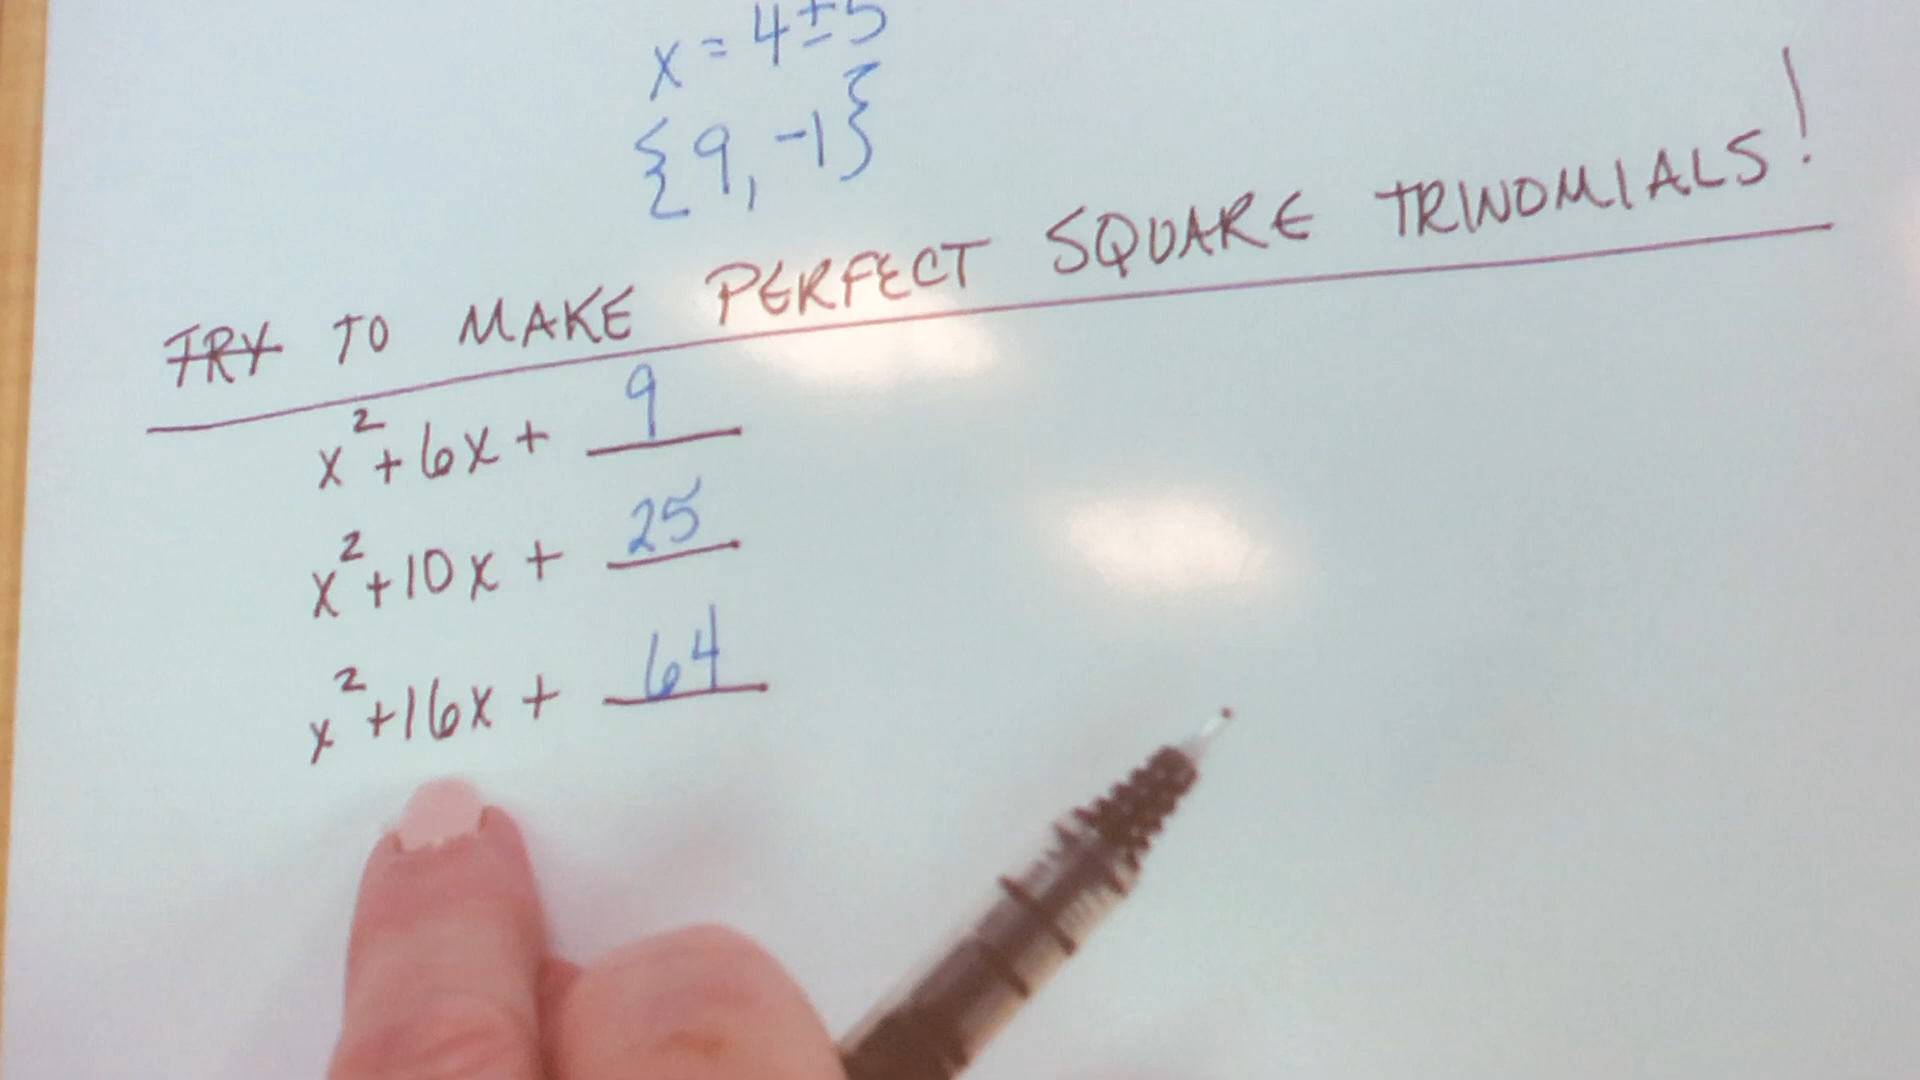 x = 4±5
{9, -1}
TRY TO MAKE PERFECT SQUARE TRINOMIALS!
x² + 6x + 9
x² + 10x + 25
x² + 16x + 64